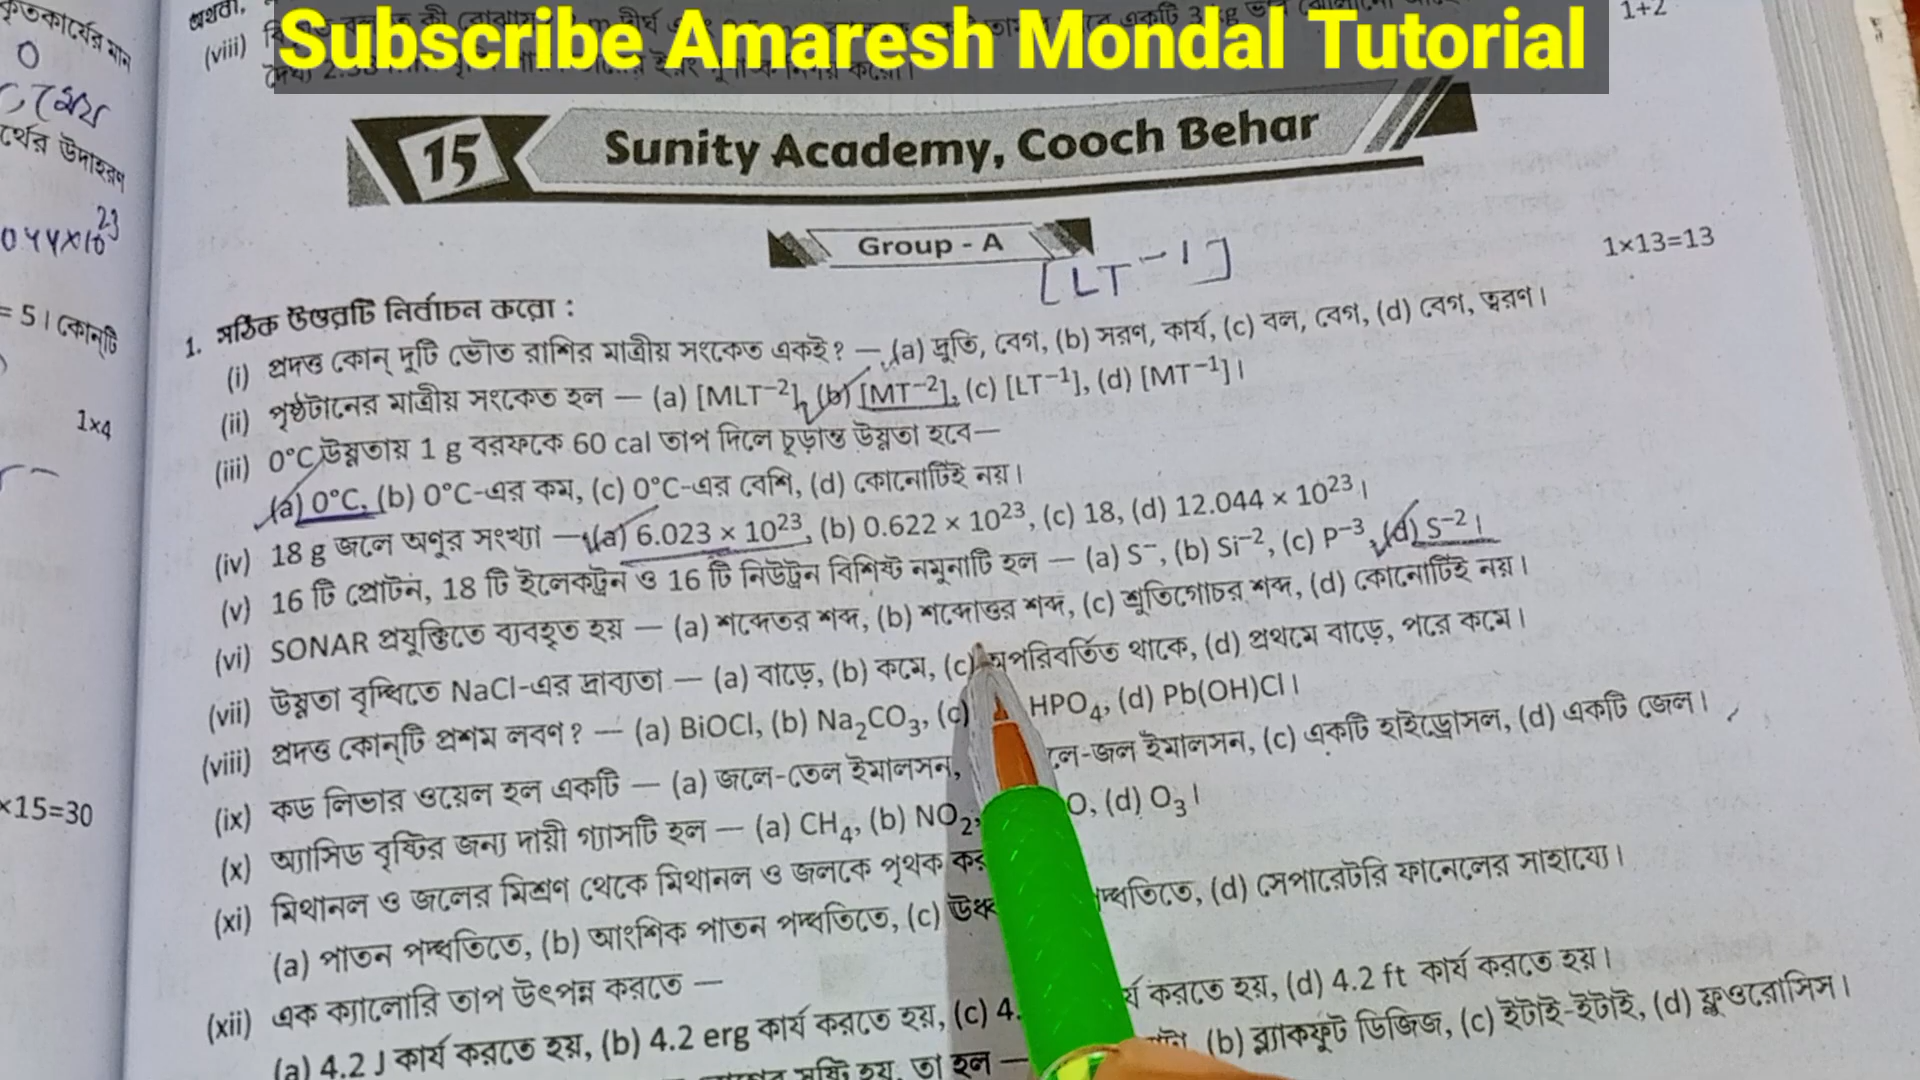 Subscribe Amaresh Mondal Tutorial
অথবা,
(viii)
1+2
15 Sunity Academy, Cooch Behar
Group - A
[LT⁻¹]
1×13=13
1. সঠিক উত্তরটি নির্বাচন করো :
(i) প্রদত্ত কোন্ দুটি ভৌত রাশির মাত্রীয় সংকেত একই? — (a) দ্রুতি, বেগ, (b) সরণ, কার্য, (c) বল, বেগ, (d) বেগ, ত্বরণ।
(ii) পৃষ্ঠটানের মাত্রীয় সংকেত হল — (a) [MLT⁻²], (b) [MT⁻²], (c) [LT⁻¹], (d) [MT⁻¹]।
(iii) 0°C উষ্ণতায় 1 g বরফকে 60 cal তাপ দিলে চূড়ান্ত উষ্ণতা হবে—
(a) 0°C, (b) 0°C-এর কম, (c) 0°C-এর বেশি, (d) কোনোটিই নয়।
(iv) 18 g জলে অণুর সংখ্যা — (a) 6.023 × 10²³, (b) 0.622 × 10²³, (c) 18, (d) 12.044 × 10²³।
(v) 16 টি প্রোটন, 18 টি ইলেকট্রন ও 16 টি নিউট্রন বিশিষ্ট নমুনাটি হল — (a) S⁻, (b) Si⁻², (c) P⁻³, (d) S⁻²।
(vi) SONAR প্রযুক্তিতে ব্যবহৃত হয় — (a) শব্দেতর শব্দ, (b) শব্দোত্তর শব্দ, (c) শ্রুতিগোচর শব্দ, (d) কোনোটিই নয়।
(vii) উষ্ণতা বৃদ্ধিতে NaCl-এর দ্রাব্যতা — (a) বাড়ে, (b) কমে, (c) অপরিবর্তিত থাকে, (d) প্রথমে বাড়ে, পরে কমে।
(viii) প্রদত্ত কোন্‌টি প্রশম লবণ? — (a) BiOCl, (b) Na₂CO₃, (c) HPO₄, (d) Pb(OH)Cl।
(ix) কড লিভার ওয়েল হল একটি — (a) জলে-তেল ইমালসন, লে-জল ইমালসন, (c) একটি হাইড্রোসল, (d) একটি জেল।
(x) অ্যাসিড বৃষ্টির জন্য দায়ী গ্যাসটি হল — (a) CH₄, (b) NO₂, O, (d) O₃।
(xi) মিথানল ও জলের মিশ্রণ থেকে মিথানল ও জলকে পৃথক কর
(a) পাতন পদ্ধতিতে, (b) আংশিক পাতন পদ্ধতিতে, (c) ঊর্ধ্ব পদ্ধতিতে, (d) সেপারেটরি ফানেলের সাহায্যে।
(xii) এক ক্যালোরি তাপ উৎপন্ন করতে —
(a) 4.2 J কার্য করতে হয়, (b) 4.2 erg কার্য করতে হয়, (c) 4. র্য করতে হয়, (d) 4.2 ft কার্য করতে হয়।
সৃষ্টি হয়, তা হল — (b) ব্ল্যাকফুট ডিজিজ, (c) ইটাই-ইটাই, (d) ফ্লুওরোসিস।
কৃতকার্যের মান
র্থের উদাহরণ
044×10²³
= 5। কোন্‌টি
1×4
×15=30